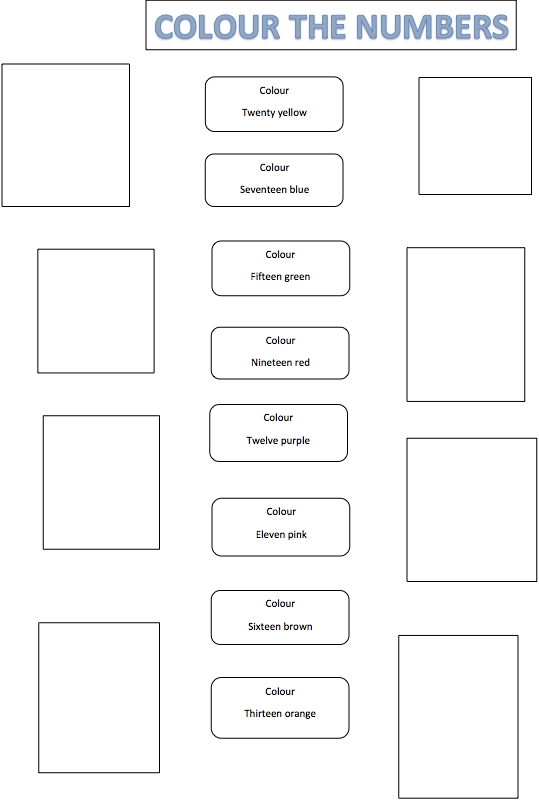 COLOUR THE NUMBERS
Colour
Twenty yellow
Colour
Seventeen blue
Colour
Fifteen green
Colour
Nineteen red
Colour
Twelve purple
Colour
Eleven pink
Colour
Sixteen brown
Colour
Thirteen orange